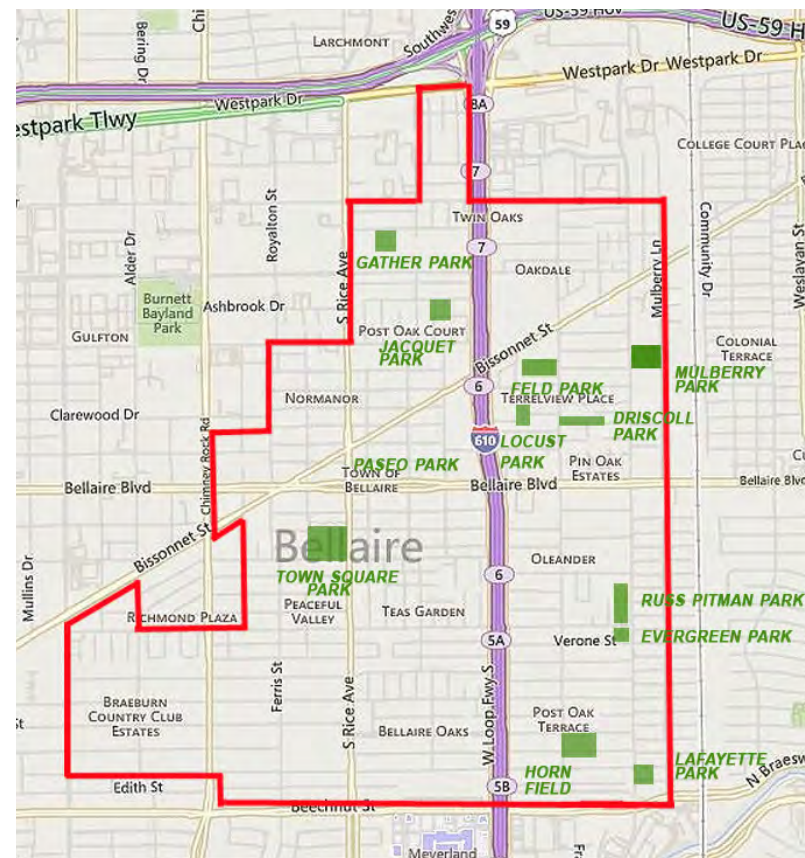 US-59 Hov
US-59 H
Southwes
59
LARCHMONT
Bering Dr
Westpark Dr Westpark Dr
Westpark Dr
8A
estpark Tlwy
COLLEGE COURT PLAC
7
TWIN OAKS
Royalton St
Alder Dr
S Rice Ave
7
GATHER PARK
OAKDALE
Mulberry Ln
Community Dr
Weslayan St
Burnett
Bayland
Park
Ashbrook Dr
GULFTON
POST OAK COURT
JACQUET
PARK
Bissonnet St
COLONIAL
TERRACE
MULBERRY
PARK
6
FELD PARK
NORMANOR
TERRELVIEW PLACE
Clarewood Dr
DRISCOLL
PARK
Chimney Rock Rd
610
LOCUST
PARK
PASEO PARK
PIN OAK
ESTATES
TOWN OF
BELLAIRE
Bellaire Blvd
Bellaire Blvd
Bellaire Blvd
Bissonnet St
Bellaire
OLEANDER
Mullins Dr
TOWN SQUARE
PARK
6
RUSS PITMAN PARK
PEACEFUL
VALLEY
TEAS GARDEN
RICHMOND PLAZA
5A
Verone St
EVERGREEN PARK
Ferris St
S Rice Ave
W Loop Fwy S
BRAEBURN
COUNTRY CLUB
ESTATES
POST OAK
TERRACE
BELLAIRE OAKS
HORN
FIELD
LAFAYETTE
PARK
N Braesw
Edith St
5B
Beechnut St
Meyerland